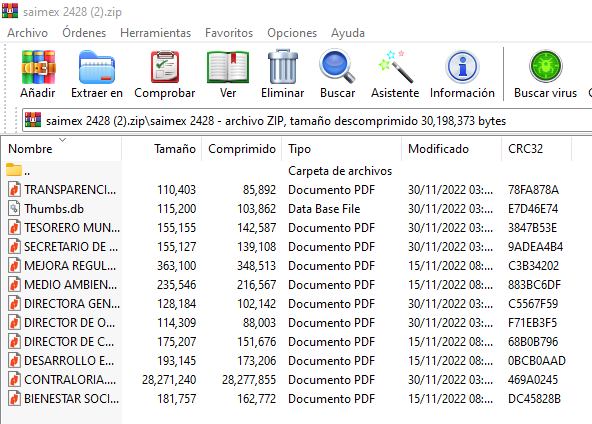 saimex 2428 (2).zip
Archivo Órdenes Herramientas Favoritos Opciones Ayuda
Añadir Extraer en Comprobar Ver Eliminar Buscar Asistente Información Buscar virus
saimex 2428 (2).zip\saimex 2428 - archivo ZIP, tamaño descomprimido 30,198,373 bytes
Nombre Tamaño Comprimido Tipo Modificado CRC32
.. Carpeta de archivos
TRANSPARENCI... 110,403 85,892 Documento PDF 30/11/2022 03:... 78FA878A
Thumbs.db 115,200 103,862 Data Base File 30/11/2022 03:... E7D46E74
TESORERO MUN... 155,155 142,587 Documento PDF 30/11/2022 03:... 3847B53E
SECRETARIO DE ... 155,127 139,108 Documento PDF 30/11/2022 03:... 9ADEA4B4
MEJORA REGUL... 363,100 348,513 Documento PDF 15/11/2022 08:... C3B34202
MEDIO AMBIEN... 235,546 216,567 Documento PDF 15/11/2022 08:... 883BC6DF
DIRECTORA GEN... 128,184 102,142 Documento PDF 30/11/2022 03:... C5567F59
DIRECTOR DE O... 114,309 88,003 Documento PDF 30/11/2022 03:... F71EB3F5
DIRECTOR DE C... 175,207 151,676 Documento PDF 15/11/2022 08:... 68B0B796
DESARROLLO E... 193,145 173,206 Documento PDF 15/11/2022 08:... 0BCB0AAD
CONTRALORIA.... 28,271,240 28,277,855 Documento PDF 30/11/2022 03:... 469A0245
BIENESTAR SOCI... 181,757 162,772 Documento PDF 15/11/2022 08:... DC45828B